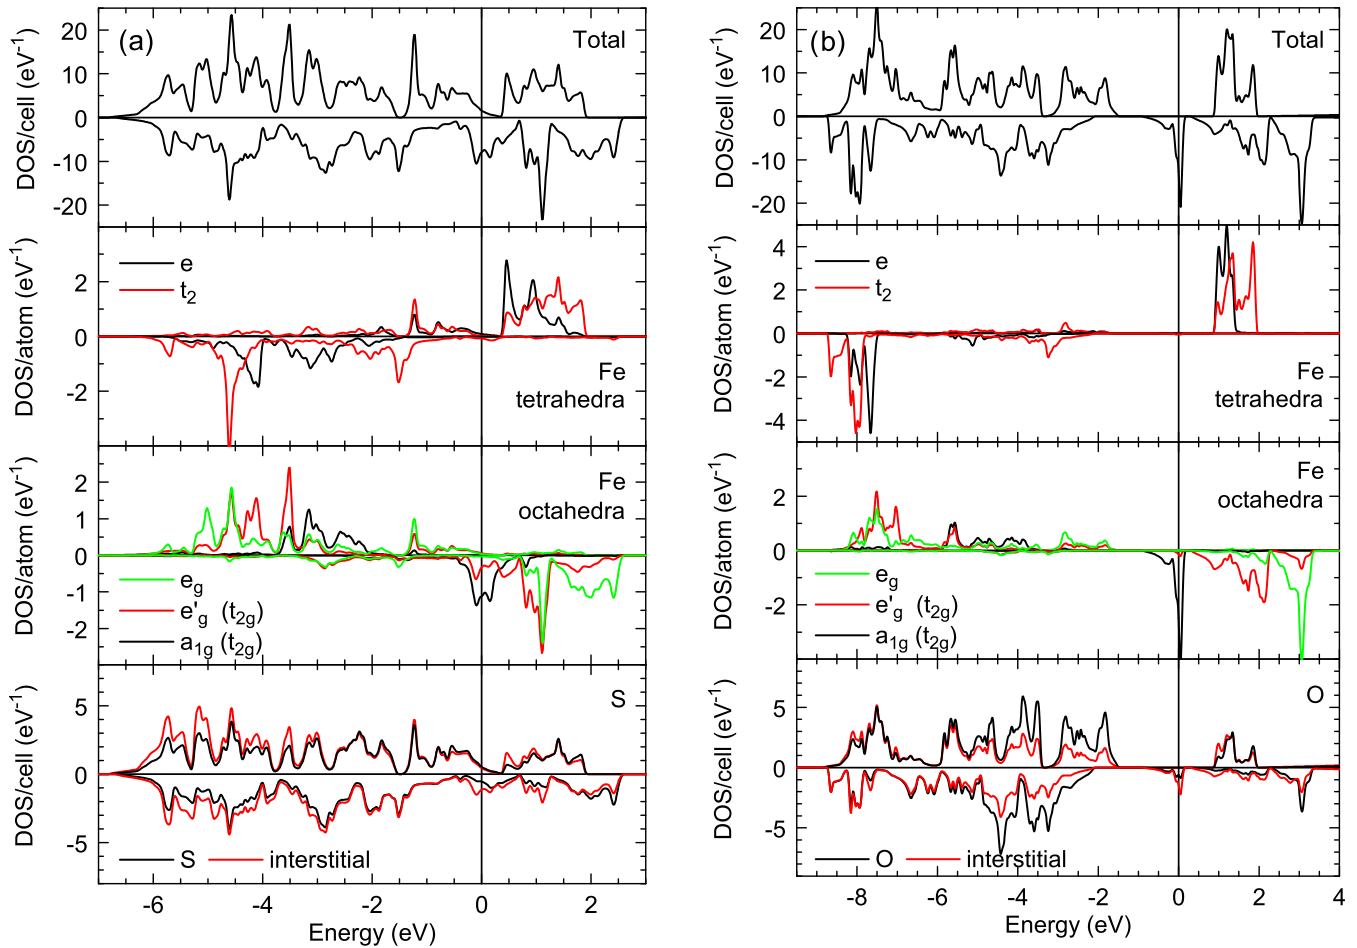 (a)
Total
DOS/cell (eV⁻¹)
20
10
0
-10
-20
e
t₂
DOS/atom (eV⁻¹)
2
0
-2
Fe
tetrahedra
Fe
octahedra
DOS/atom (eV⁻¹)
2
1
0
-1
-2
e_g
e'_g (t_2g)
a_1g (t_2g)
S
DOS/cell (eV⁻¹)
5
0
-5
S interstitial
-6 -4 -2 0 2
Energy (eV)
(b)
Total
DOS/cell (eV⁻¹)
20
10
0
-10
-20
e
t₂
DOS/atom (eV⁻¹)
4
2
0
-2
-4
Fe
tetrahedra
Fe
octahedra
DOS/atom (eV⁻¹)
2
0
-2
e_g
e'_g (t_2g)
a_1g (t_2g)
O
DOS/cell (eV⁻¹)
5
0
-5
O interstitial
-8 -6 -4 -2 0 2 4
Energy (eV)